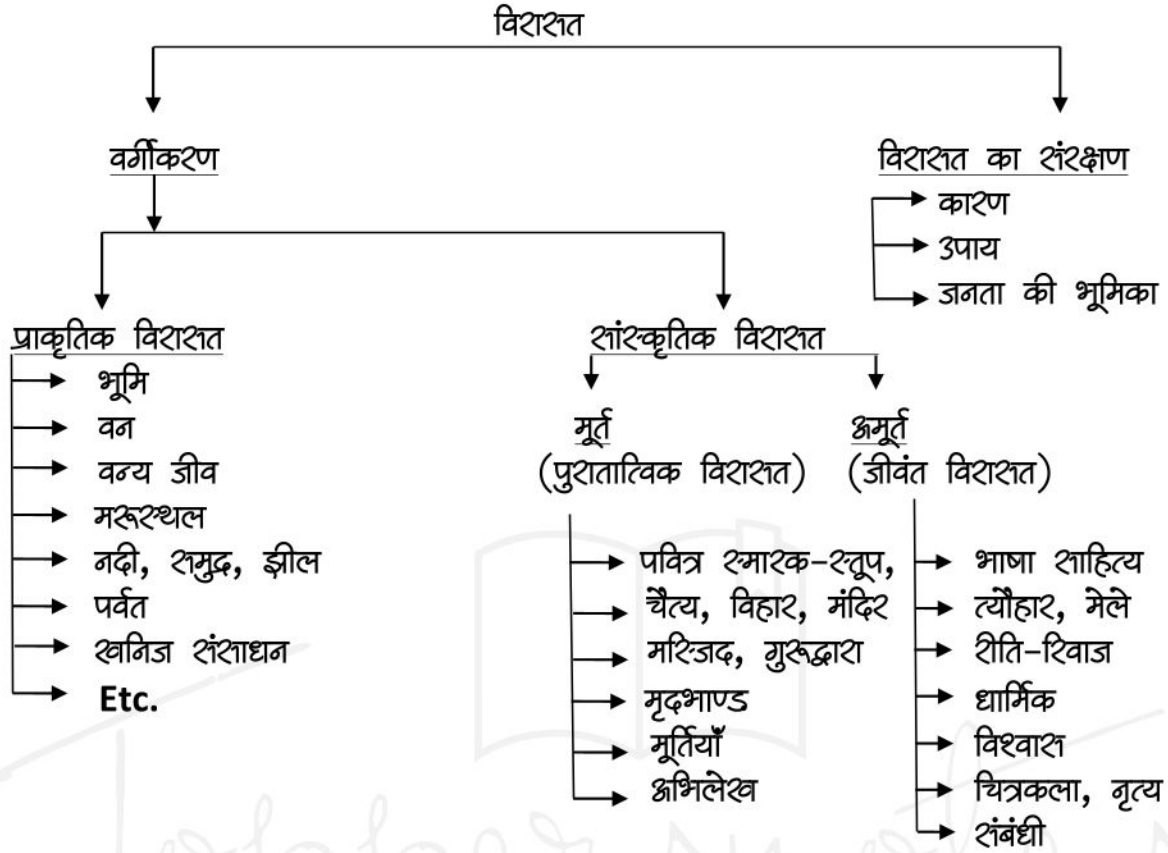 विरासत
वर्गीकरण
विरासत का संरक्षण
कारण
उपाय
जनता की भूमिका
प्राकृतिक विरासत
भूमि
वन
वन्य जीव
मरूस्थल
नदी, समुद्र, झील
पर्वत
खनिज संसाधन
Etc.
सांस्कृतिक विरासत
मूर्त
(पुरातात्विक विरासत)
पवित्र स्मारक-स्तूप,
चैत्य, विहार, मंदिर
मस्जिद, गुरूद्वारा
मृदभाण्ड
मूर्तियाँ
अभिलेख
अमूर्त
(जीवंत विरासत)
भाषा साहित्य
त्यौहार, मेले
रीति-रिवाज
धार्मिक
विश्वास
चित्रकला, नृत्य
संबंधी